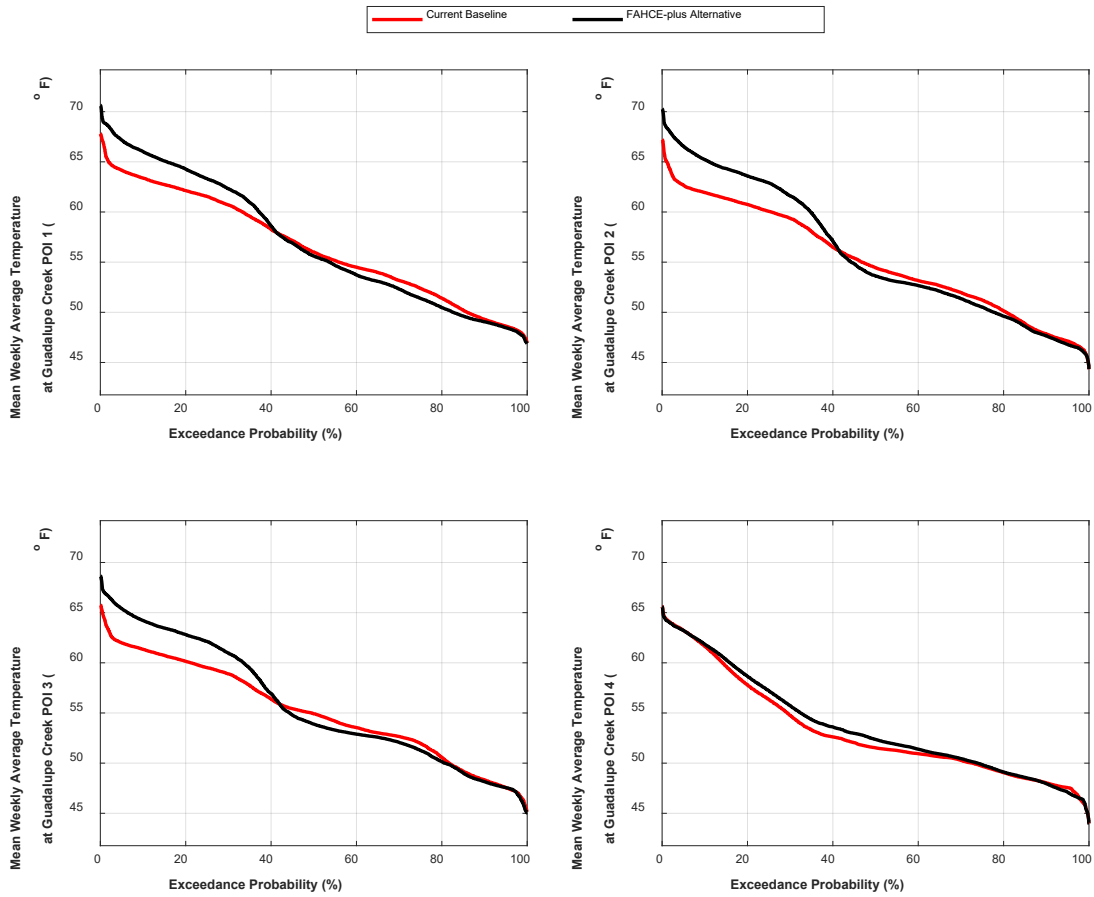 Current Baseline
FAHCE-plus Alternative
Mean Weekly Average Temperature
at Guadalupe Creek POI 1 (
o F)
70
65
60
55
50
45
0 20 40 60 80 100
Exceedance Probability (%)
Mean Weekly Average Temperature
at Guadalupe Creek POI 2 (
o F)
70
65
60
55
50
45
0 20 40 60 80 100
Exceedance Probability (%)
Mean Weekly Average Temperature
at Guadalupe Creek POI 3 (
o F)
70
65
60
55
50
45
0 20 40 60 80 100
Exceedance Probability (%)
Mean Weekly Average Temperature
at Guadalupe Creek POI 4 (
o F)
70
65
60
55
50
45
0 20 40 60 80 100
Exceedance Probability (%)